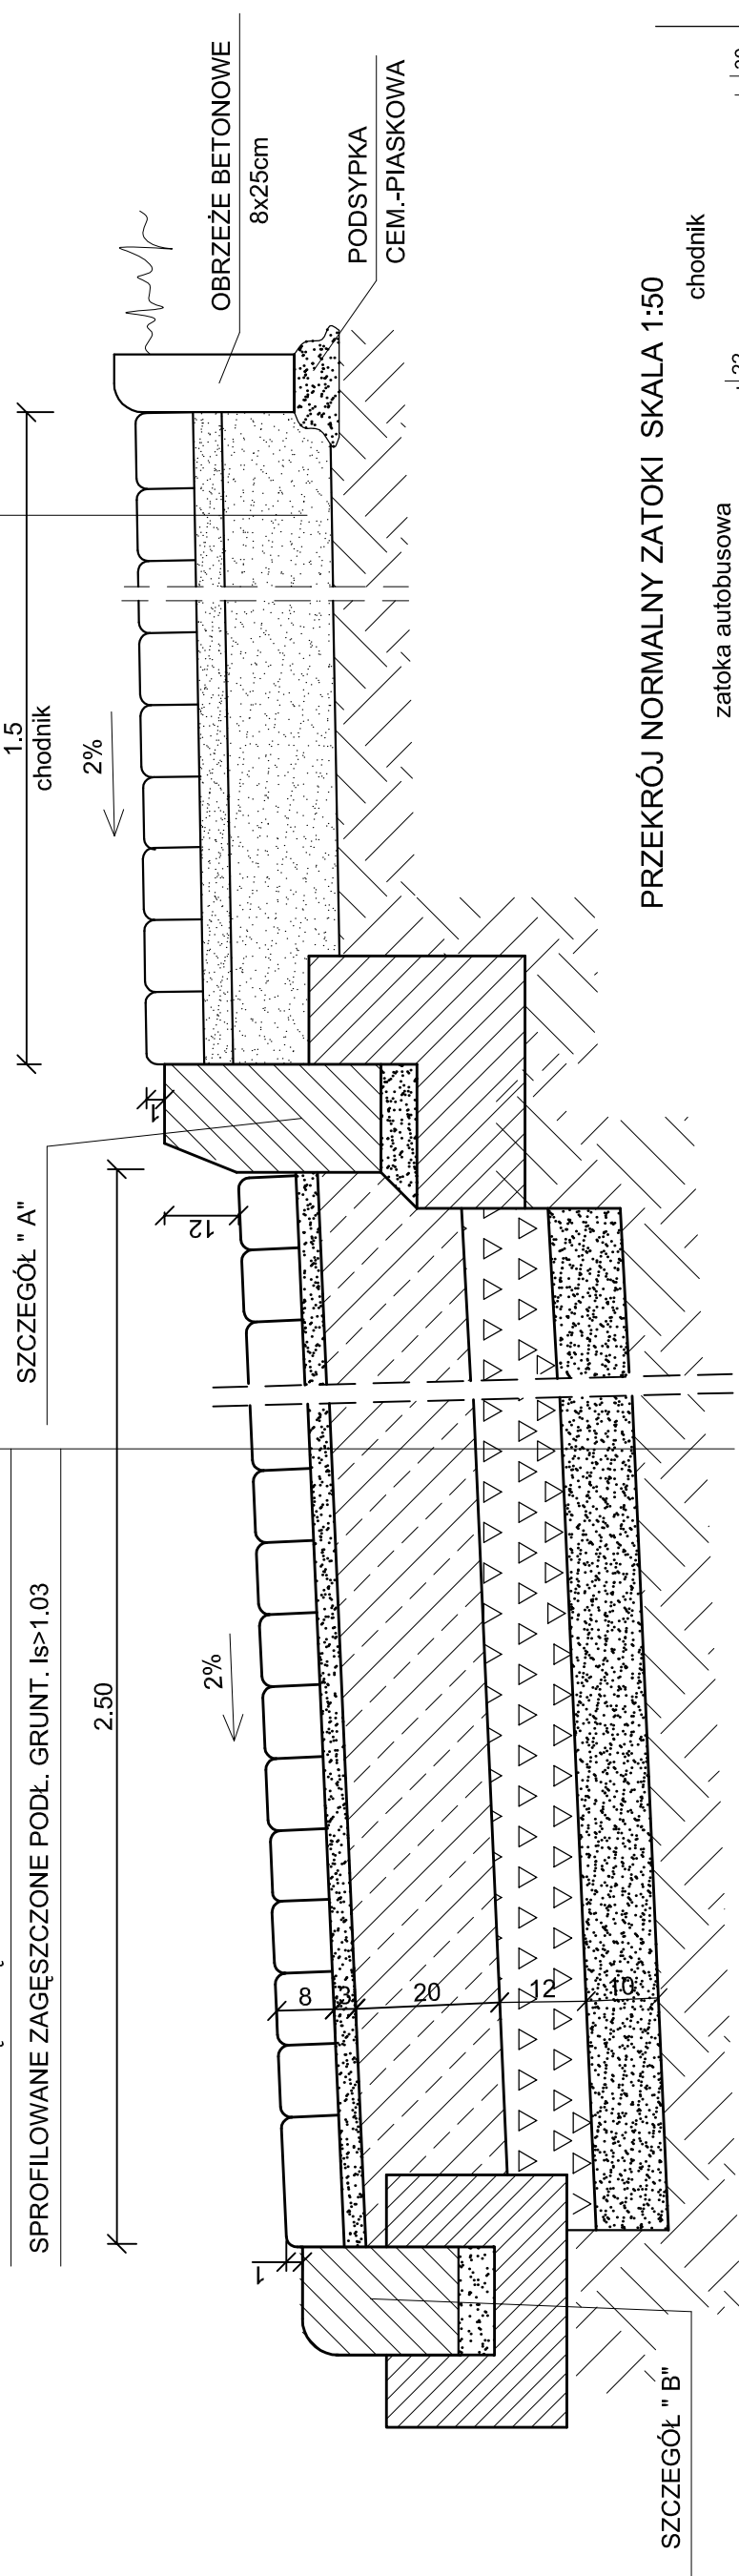 SPROFILOWANE ZAGĘSZCZONE PODŁ. GRUNT. Is>1.03
SZCZEGÓŁ " A"
1.5
chodnik
2.50
2%
2%
OBRZEŻE BETONOWE
8x25cm
PODSYPKA
CEM.-PIASKOWA
1
12
1
8
3
20
12
10
SZCZEGÓŁ " B"
PRZEKRÓJ NORMALNY ZATOKI SKALA 1:50
zatoka autobusowa
chodnik